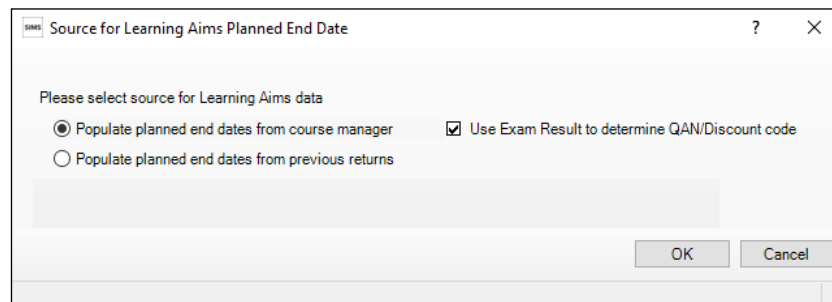 SIMS Source for Learning Aims Planned End Date ?
Please select source for Learning Aims data
Populate planned end dates from course manager Use Exam Result to determine QAN/Discount code
Populate planned end dates from previous returns
OK Cancel